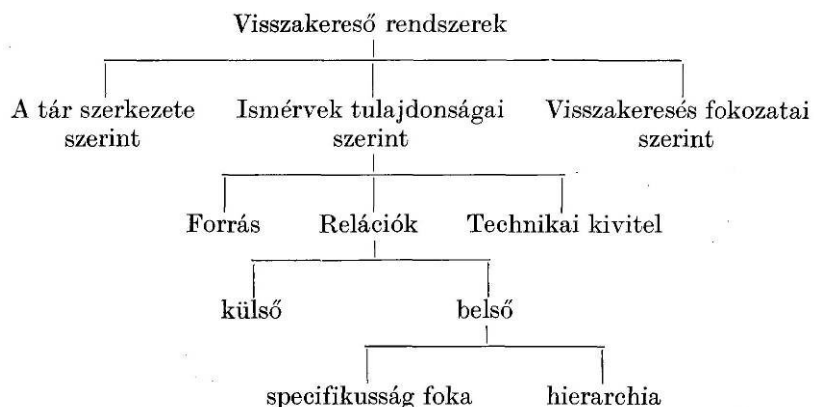 Visszakereső rendszerek
A tár szerkezete
szerint
Ismérvek tulajdonságai
szerint
Visszakeresés fokozatai
szerint
Forrás
Relációk
Technikai kivitel
külső
belső
specifikusság foka
hierarchia